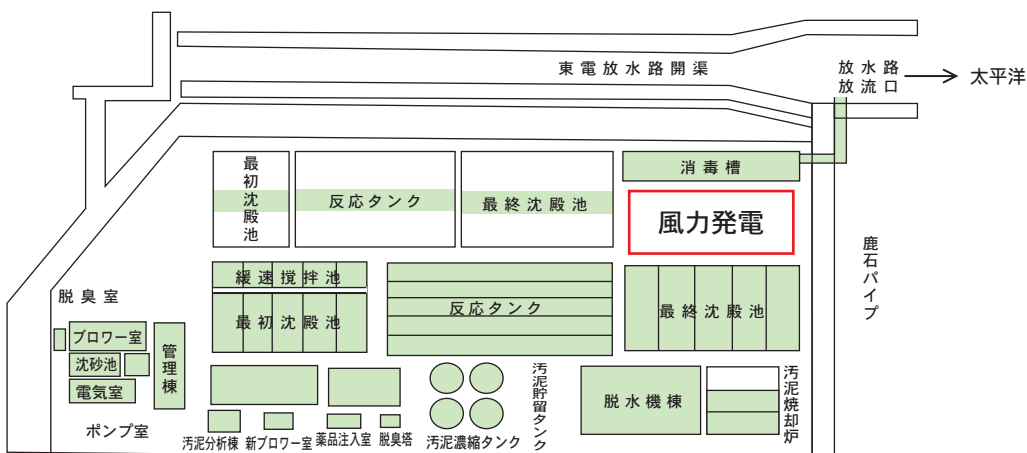 東電放水路開渠
放水路
放流口
太平洋
最初沈殿池
反応タンク
最終沈殿池
消毒槽
風力発電
鹿石パイプ
緩速撹拌池
最初沈殿池
反応タンク
最終沈殿池
脱臭室
ブロワー室
沈砂池
電気室
管理棟
ポンプ室
汚泥分析棟
新ブロワー室
薬品注入室
脱臭塔
汚泥濃縮タンク
汚泥貯留タンク
脱水機棟
汚泥焼却炉